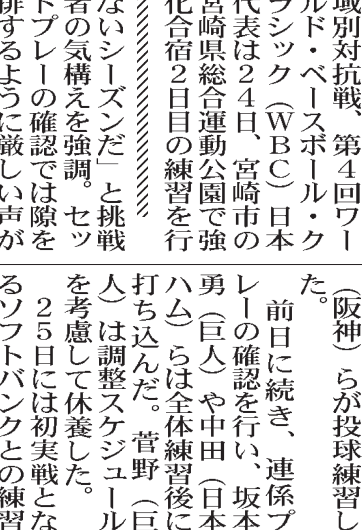 域別対抗戦、第４回ワー
ルド・ベースボール・ク
ラシック（ＷＢＣ）日本
代表は２４日、宮崎市の
宮崎県総合運動公園で強
化合宿２日目の練習を行
ないシーズンだ」と挑戦
者の気構えを強調。セッ
トプレーの確認では隙を
排するように厳しい声が
（阪神）らが投球練習し
た。
前日に続き、連係プ
レーの確認を行い、坂本
勇（巨人）や中田（日本
ハム）らは全体練習後に
打ち込んだ。菅野（巨
人）は調整スケジュール
を考慮して休養した。
２５日には初実戦とな
るソフトバンクとの練習